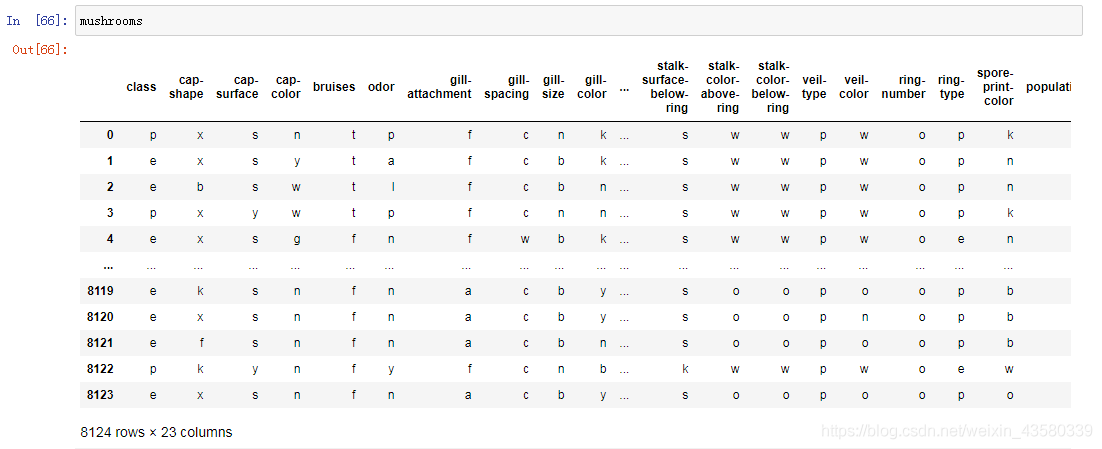 In [66]: mushrooms
Out[66]:
class cap-shape cap-surface cap-color bruises odor gill-attachment gill-spacing gill-size gill-color ... stalk-surface-below-ring stalk-color-above-ring stalk-color-below-ring veil-type veil-color ring-number ring-type spore-print-color populati
0 p x s n t p f c n k ... s w w p w o p k
1 e x s y t a f c b k ... s w w p w o p n
2 e b s w t l f c b n ... s w w p w o p n
3 p x y w t p f c n n ... s w w p w o p k
4 e x s g f n f w b k ... s w w p w o e n
... ... ... ... ... ... ... ... ... ... ... ... ... ... ... ... ... ... ... ...
8119 e k s n f n a c b y ... s o o p o o p b
8120 e x s n f n a c b y ... s o o p n o p b
8121 e f s n f n a c b n ... s o o p o o p b
8122 p k y n f y f c n b ... k w w p w o e w
8123 e x s n f n a c b y ... s o o p o o p o
8124 rows × 23 columns
https://blog.csdn.net/weixin_43580339